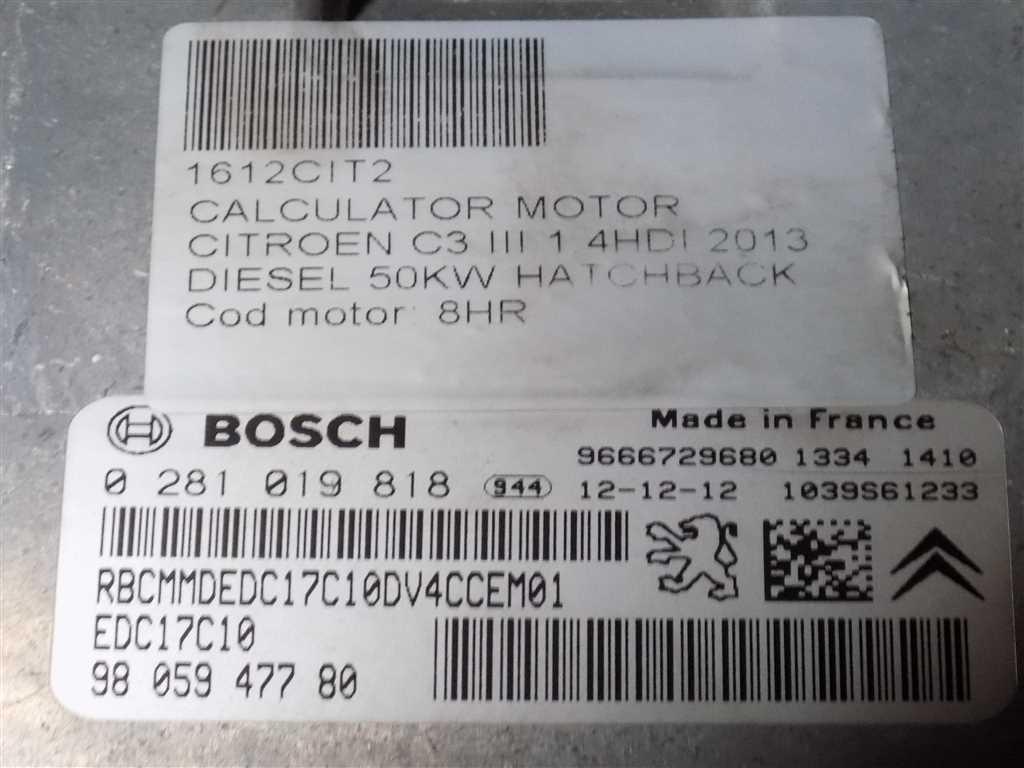 1612CIT2
CALCULATOR MOTOR
CITROEN C3 III 1 4HDI 2013
DIESEL 50KW HATCHBACK
Cod motor: 8HR
BOSCH
Made in France
9666729680 1334 1410
0 281 019 818 944 12-12-12 1039S61233
RBCMMDEDC17C10DV4CCEM01
EDC17C10
98 059 477 80